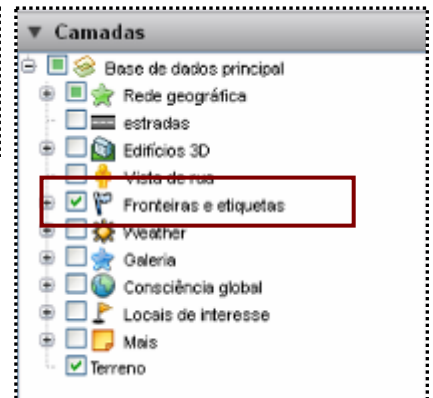 Camadas
Base de dados principal
Rede geográfica
estradas
Edifícios 3D
Vista de rua
Fronteiras e etiquetas
Weather
Galeria
Consciência global
Locais de interesse
Mais
Terreno